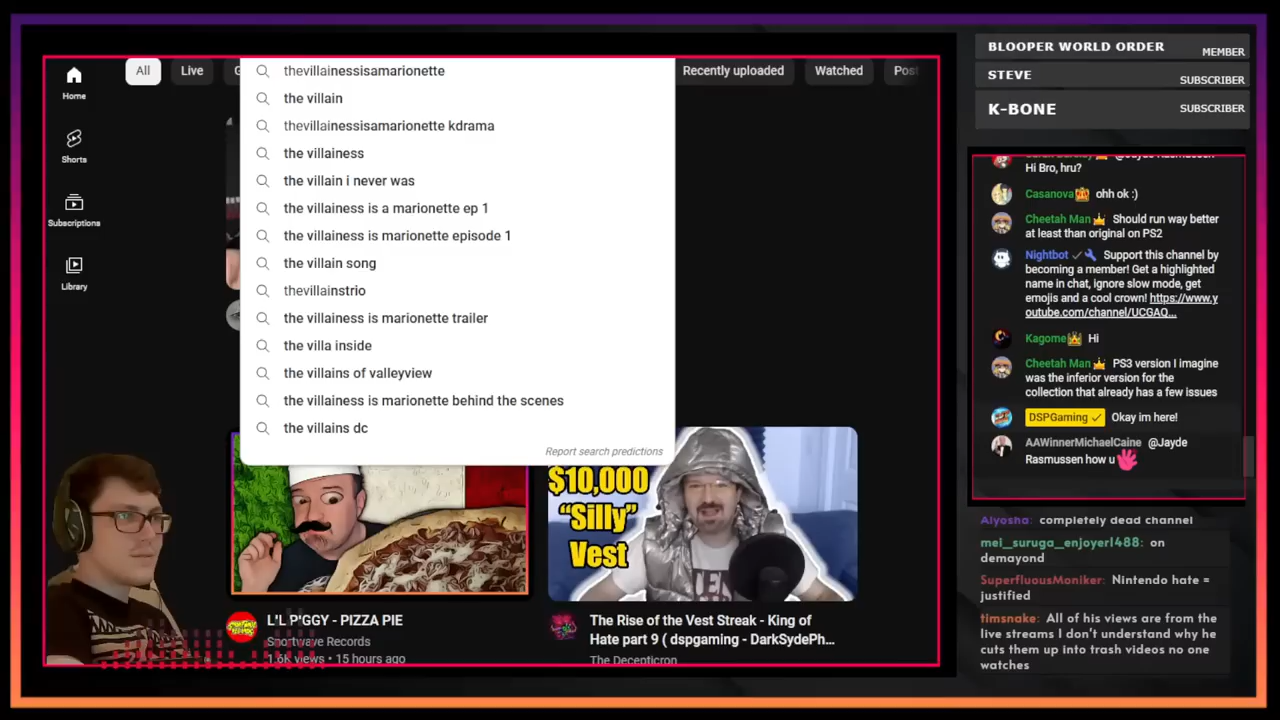 Home
Shorts
Subscriptions
Library
All
Live
Recently uploaded
Watched
thevillainessisamarionette
the villain
thevillainessisamarionette kdrama
the villainess
the villain i never was
the villainess is a marionette ep 1
the villainess is marionette episode 1
the villain song
thevillainstrio
the villainess is marionette trailer
the villa inside
the villains of valleyview
the villainess is marionette behind the scenes
the villains dc
Report search predictions
$10,000
“Silly”
Vest
L'L P'GGY - PIZZA PIE
Snortwave Records
1.6K views • 15 hours ago
The Rise of the Vest Streak - King of
Hate part 9 ( dspgaming - DarkSydePh...
The Decenticron
BLOOPER WORLD ORDER MEMBER
STEVE SUBSCRIBER
K-BONE SUBSCRIBER
Hi Bro, hru?
Casanova ohh ok :)
Cheetah Man Should run way better
at least than original on PS2
Nightbot Support this channel by
becoming a member! Get a highlighted
name in chat, ignore slow mode, get
emojis and a cool crown! https://www.y
outube.com/channel/UCGAQ...
Kagome Hi
Cheetah Man PS3 version I imagine
was the inferior version for the
collection that already has a few issues
DSPGaming Okay im here!
AAWinnerMichaelCaine @Jayde
Rasmussen how u
Alyosha: completely dead channel
mei_suruga_enjoyer1488: on
demayond
SuperfluousMoniker: Nintendo hate =
justified
timsnake: All of his views are from the
live streams I don't understand why he
cuts them up into trash videos no one
watches